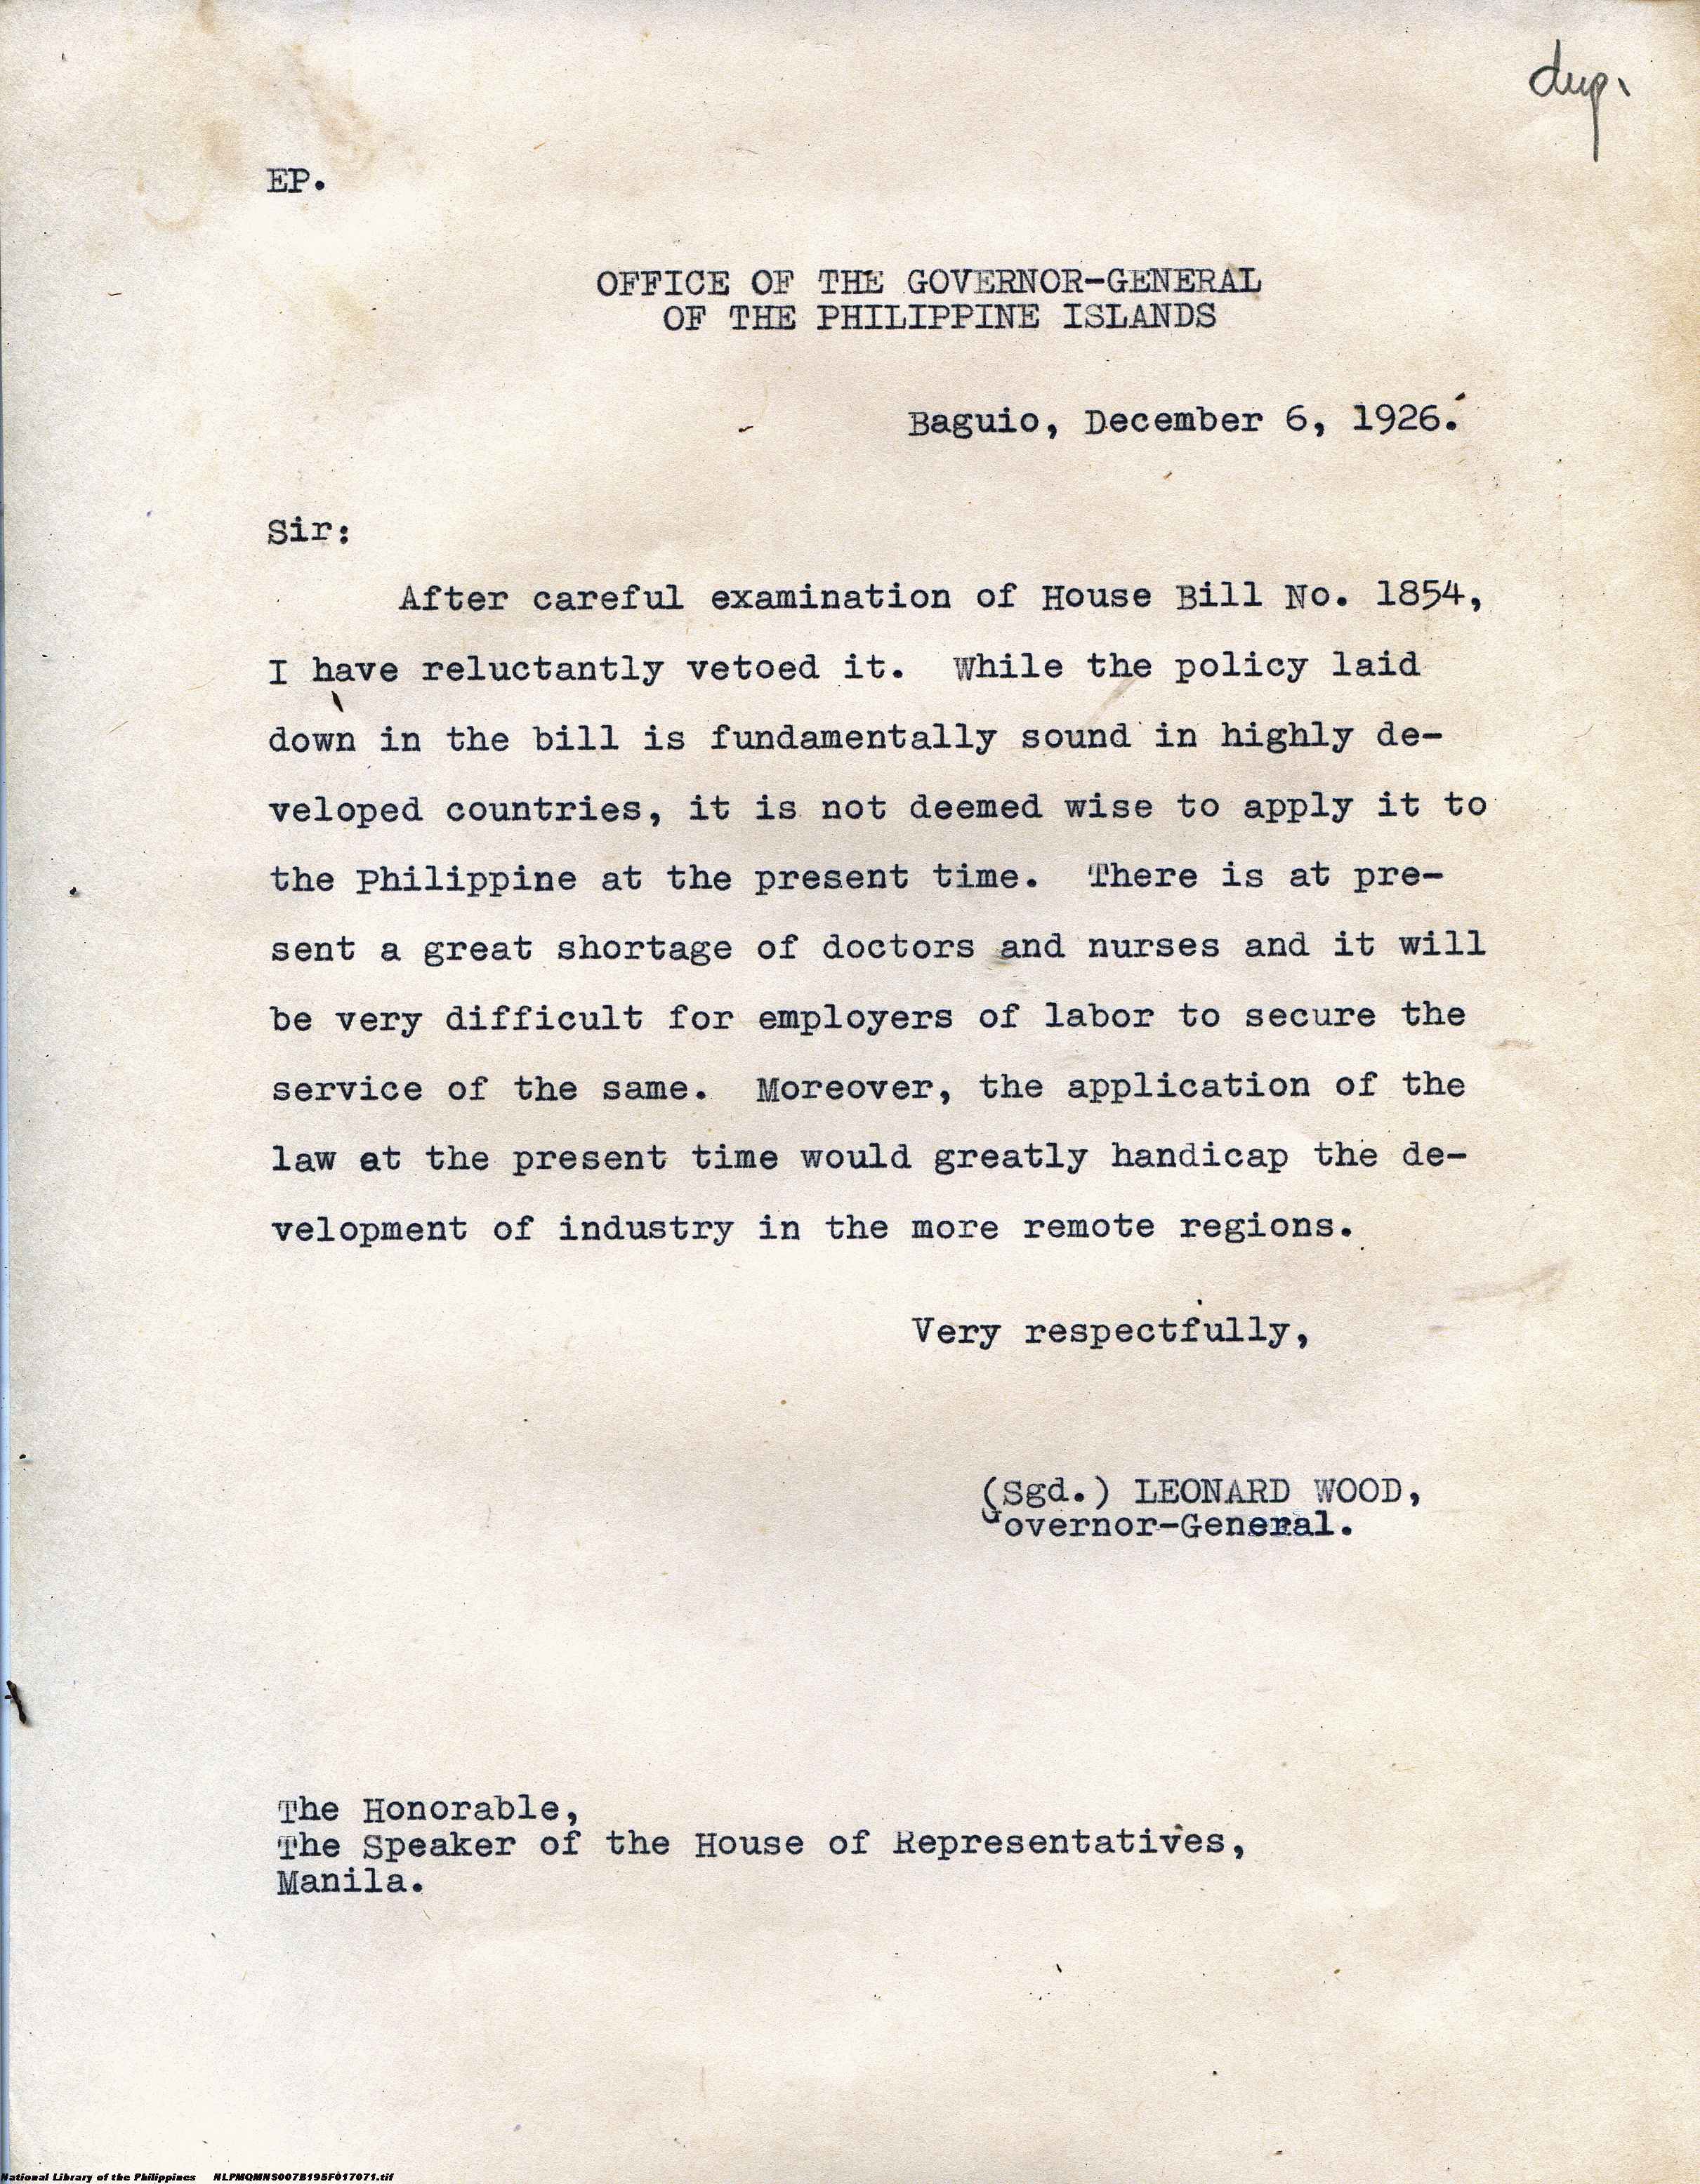 dup.
EP.
OFFICE OF THE GOVERNOR-GENERAL
OF THE PHILIPPINE ISLANDS
Baguio, December 6, 1926.
Sir:
After careful examination of House Bill No. 1854,
I have reluctantly vetoed it. While the policy laid
down in the bill is fundamentally sound in highly de-
veloped countries, it is not deemed wise to apply it to
the Philippine at the present time. There is at pre-
sent a great shortage of doctors and nurses and it will
be very difficult for employers of labor to secure the
service of the same. Moreover, the application of the
law at the present time would greatly handicap the de-
velopment of industry in the more remote regions.
Very respectfully,
(Sgd.) LEONARD WOOD,
Governor-General.
The Honorable,
The Speaker of the House of Representatives,
Manila.
National Library of the Philippines NLPMQMNS007B195F017071.tif